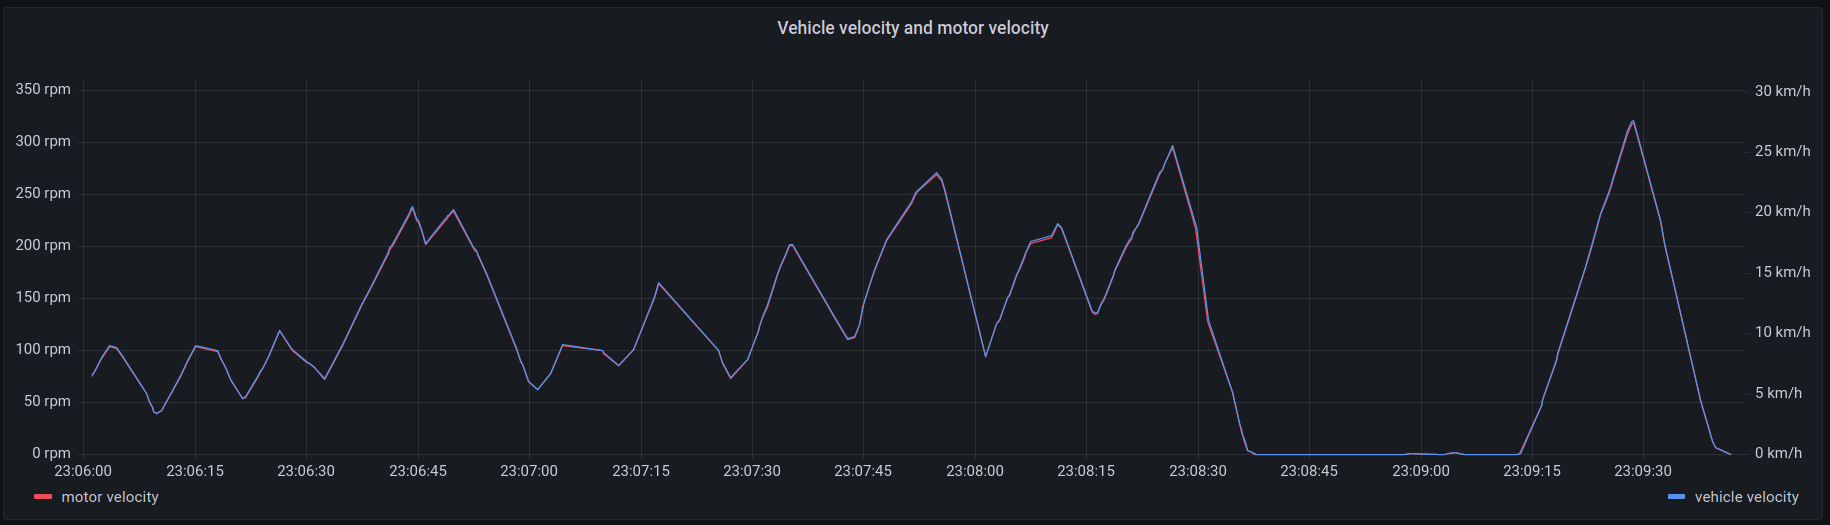 Vehicle velocity and motor velocity
350 rpm
300 rpm
250 rpm
200 rpm
150 rpm
100 rpm
50 rpm
0 rpm
30 km/h
25 km/h
20 km/h
15 km/h
10 km/h
5 km/h
0 km/h
23:06:00 23:06:15 23:06:30 23:06:45 23:07:00 23:07:15 23:07:30 23:07:45 23:08:00 23:08:15 23:08:30 23:08:45 23:09:00 23:09:15 23:09:30
motor velocity
vehicle velocity